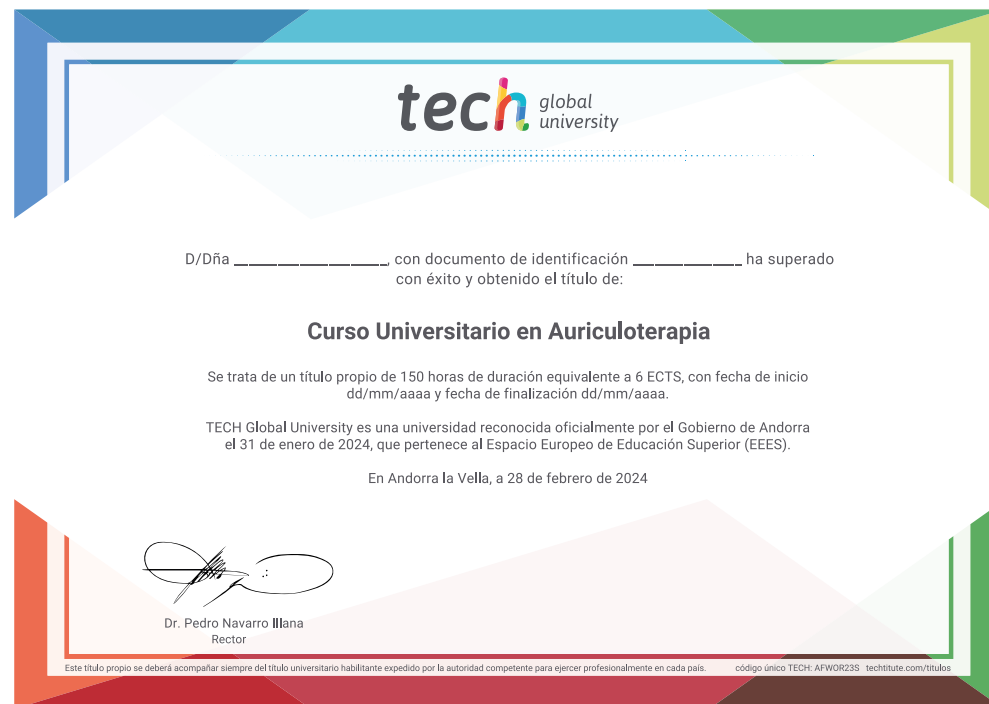 tech global university
D/Dña ____________________, con documento de identificación ______________ ha superado
con éxito y obtenido el título de:
Curso Universitario en Auriculoterapia
Se trata de un título propio de 150 horas de duración equivalente a 6 ECTS, con fecha de inicio
dd/mm/aaaa y fecha de finalización dd/mm/aaaa.
TECH Global University es una universidad reconocida oficialmente por el Gobierno de Andorra
el 31 de enero de 2024, que pertenece al Espacio Europeo de Educación Superior (EEES).
En Andorra la Vella, a 28 de febrero de 2024
Dr. Pedro Navarro Illana
Rector
Este título propio se deberá acompañar siempre del título universitario habilitante expedido por la autoridad competente para ejercer profesionalmente en cada país. código único TECH: AFWOR23S techtitute.com/titulos